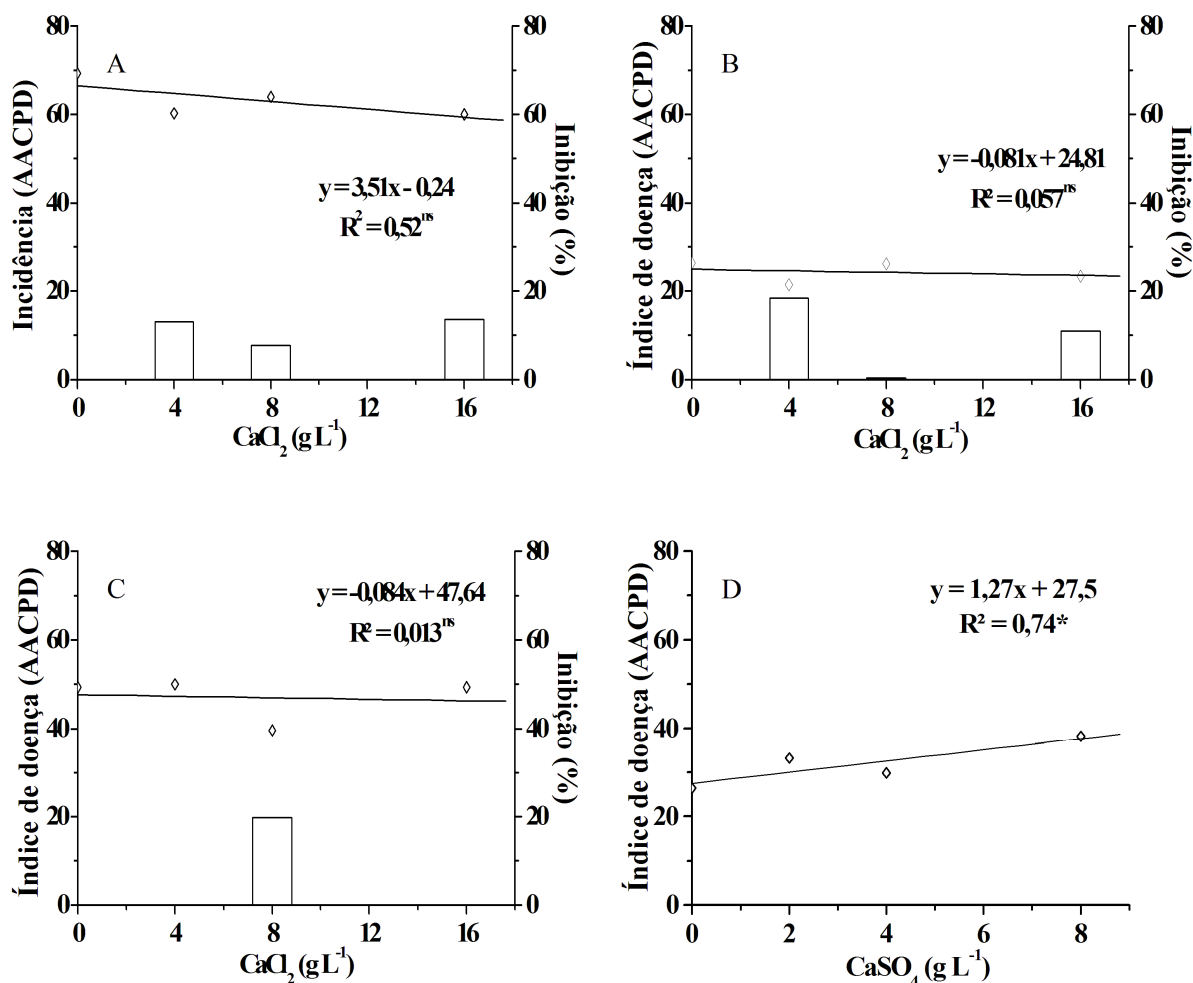 A
Incidência (AACPD)
80
60
40
20
0
y = 3,51x - 0,24
R² = 0,52ⁿˢ
80
60
40
20
0
Inibição (%)
0 4 8 12 16
CaCl₂ (g L⁻¹)
B
Índice de doença (AACPD)
80
60
40
20
0
y = -0,081x + 24,81
R² = 0,057ⁿˢ
80
60
40
20
0
Inibição (%)
0 4 8 12 16
CaCl₂ (g L⁻¹)
C
Índice de doença (AACPD)
80
60
40
20
0
y = -0,084x + 47,64
R² = 0,013ⁿˢ
80
60
40
20
0
Inibição (%)
0 4 8 12 16
CaCl₂ (g L⁻¹)
D
Índice de doença (AACPD)
80
60
40
20
0
y = 1,27x + 27,5
R² = 0,74*
0 2 4 6 8
CaSO₄ (g L⁻¹)